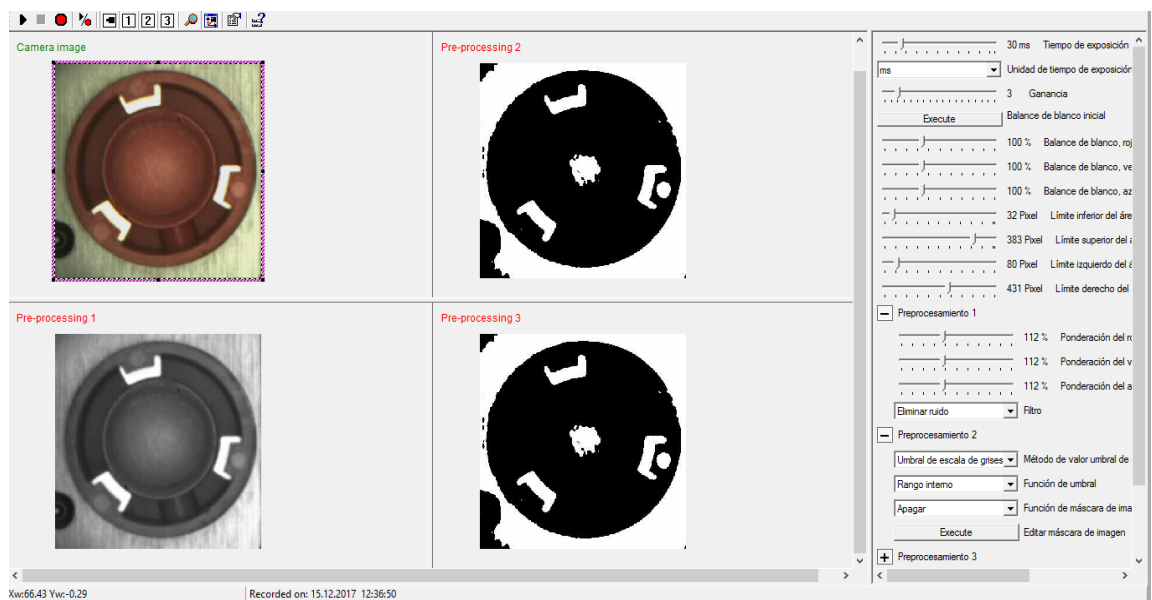 1 2 3
Camera image
Pre-processing 2
Pre-processing 1
Pre-processing 3
30 ms Tiempo de exposición
ms Unidad de tiempo de exposición
3 Ganancia
Execute Balance de blanco inicial
100 % Balance de blanco, roj
100 % Balance de blanco, ve
100 % Balance de blanco, az
32 Pixel Límite inferior del áre
383 Pixel Límite superior del a
80 Pixel Límite izquierdo del á
431 Pixel Límite derecho del
Preprocesamiento 1
112 % Ponderación del ro
112 % Ponderación del v
112 % Ponderación del a
Eliminar ruido Filtro
Preprocesamiento 2
Umbral de escala de grises Método de valor umbral de
Rango interno Función de umbral
Apagar Función de máscara de ima
Execute Editar máscara de imagen
Preprocesamiento 3
Xw:66.43 Yw:-0.29 Recorded on: 15.12.2017 12:36:50